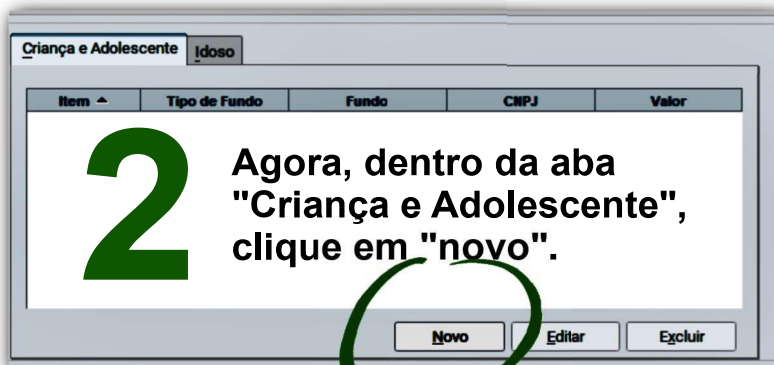 Criança e Adolescente Idoso
Item Tipo de Fundo Fundo CNPJ Valor
2
Agora, dentro da aba
"Criança e Adolescente",
clique em "novo".
Novo Editar Excluir